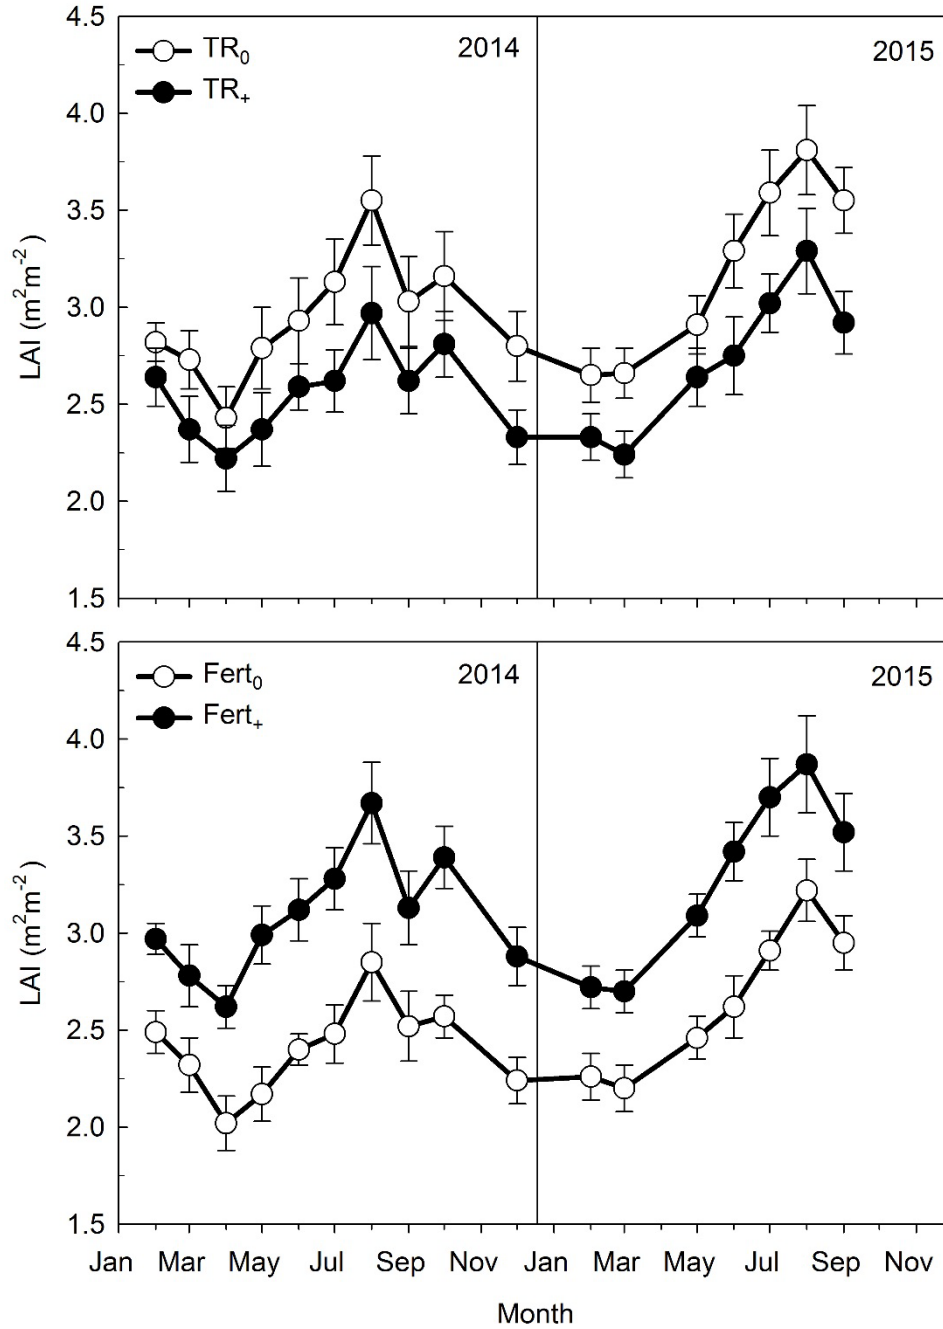 4.5
4.0
3.5
3.0
2.5
2.0
1.5
LAI (m²m⁻²)
TR₀
TR₊
2014
2015
4.5
4.0
3.5
3.0
2.5
2.0
1.5
LAI (m²m⁻²)
Fert₀
Fert₊
2014
2015
Jan Mar May Jul Sep Nov Jan Mar May Jul Sep Nov
Month